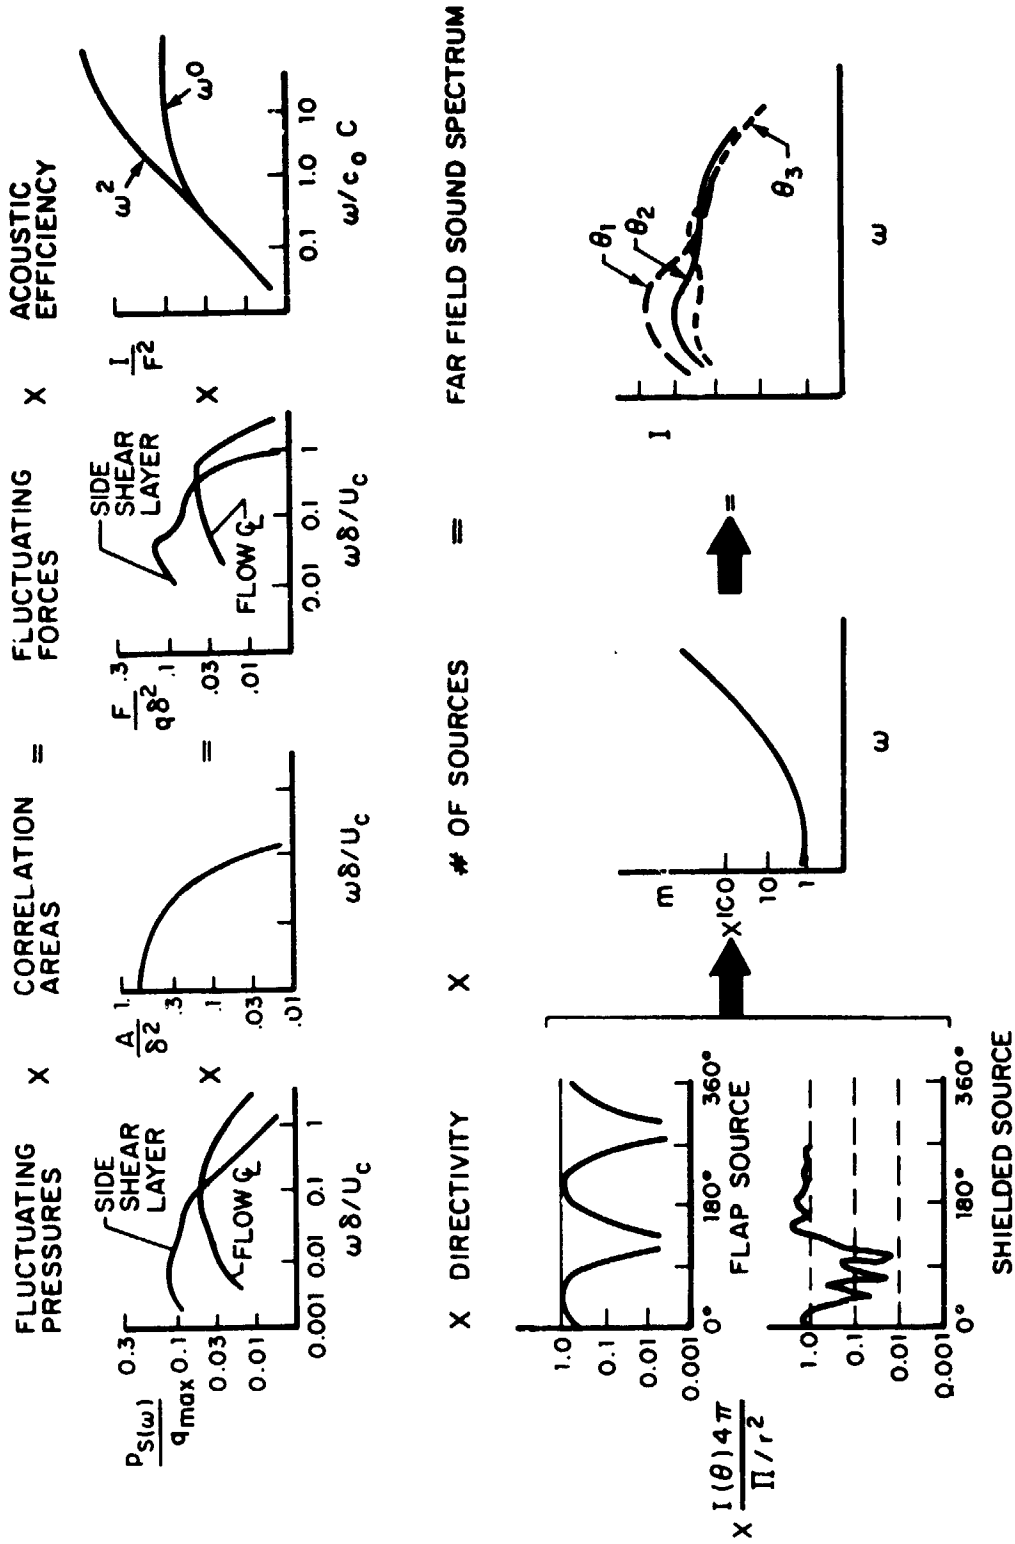 FLUCTUATING PRESSURES X CORRELATION AREAS = FLUCTUATING FORCES X ACOUSTIC EFFICIENCY
P_S(ω) / q_max
0.3
0.1
0.03
0.01
SIDE SHEAR LAYER
FLOW ℄
0.001 0.01 0.1 1
ωδ/U_C
X
A / δ²
1.
.3
.1
.03
.01
ωδ/U_C
=
F / qδ²
.3
.1
.03
.01
SIDE SHEAR LAYER
FLOW ℄
0.01 0.1 1
ωδ/U_C
X
I / F²
ω²
ω⁰
0.1 1.0 10
ω/c₀ C
X DIRECTIVITY X # OF SOURCES = FAR FIELD SOUND SPECTRUM
X I(θ)4π / Π/r²
1.0
0.1
0.01
0.001
0° 180° 360°
FLAP SOURCE
1.0
0.1
0.01
0.001
0° 180° 360°
SHIELDED SOURCE
X
m
100
10
1
ω
=
I
θ₁
θ₂
θ₃
ω